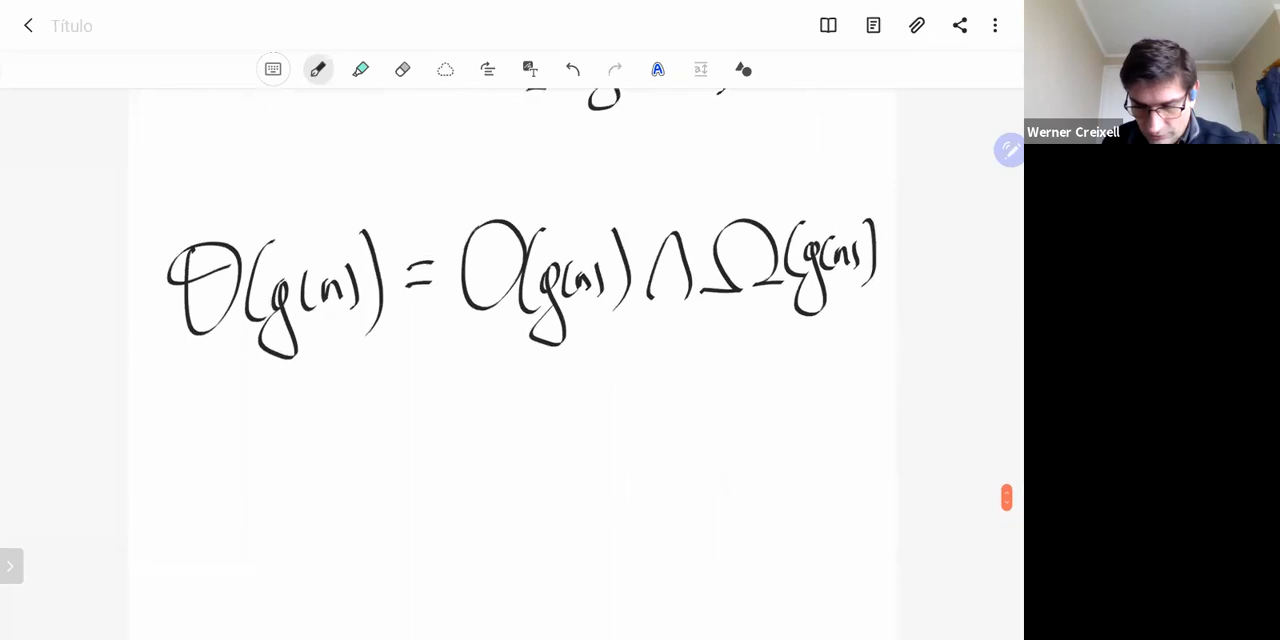 Título
Werner Creixell
Θ(g(n)) = O(g(n)) ∩ Ω(g(n))